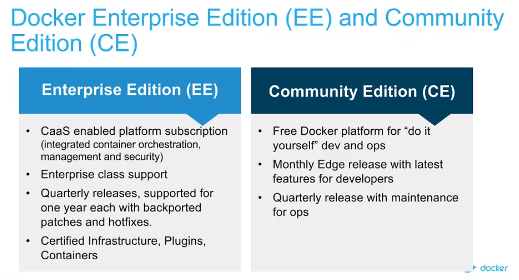 Docker Enterprise Edition (EE) and Community
Edition (CE)
Enterprise Edition (EE)
• CaaS enabled platform subscription
(integrated container orchestration,
management and security)
• Enterprise class support
• Quarterly releases, supported for
one year each with backported
patches and hotfixes.
• Certified Infrastructure, Plugins,
Containers
Community Edition (CE)
• Free Docker platform for “do it
yourself” dev and ops
• Monthly Edge release with latest
features for developers
• Quarterly release with maintenance
for ops
docker